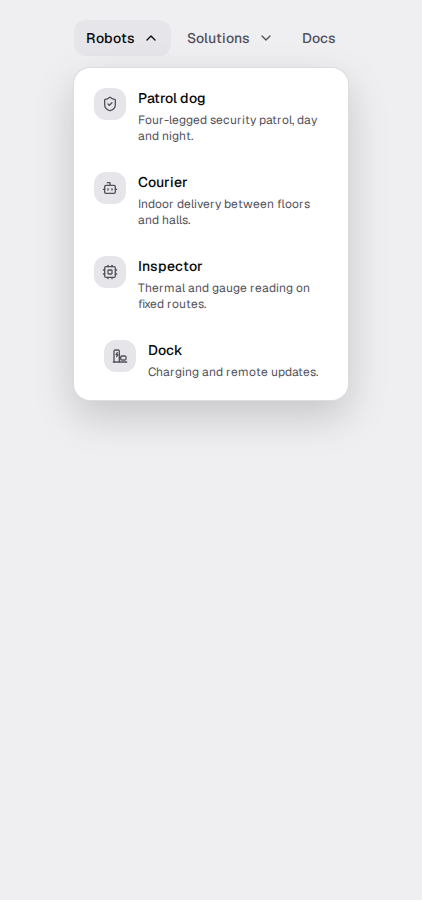 Robots
Solutions
Docs
Patrol dog
Four-legged security patrol, day
and night.
Courier
Indoor delivery between floors
and halls.
Inspector
Thermal and gauge reading on
fixed routes.
Dock
Charging and remote updates.